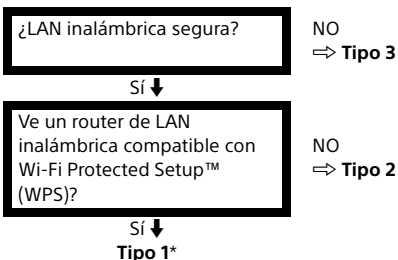 ¿LAN inalámbrica segura?
NO
⇨ Tipo 3
Sí ⬇
Ve un router de LAN
inalámbrica compatible con
Wi-Fi Protected Setup™
(WPS)?
NO
⇨ Tipo 2
Sí ⬇
Tipo 1*